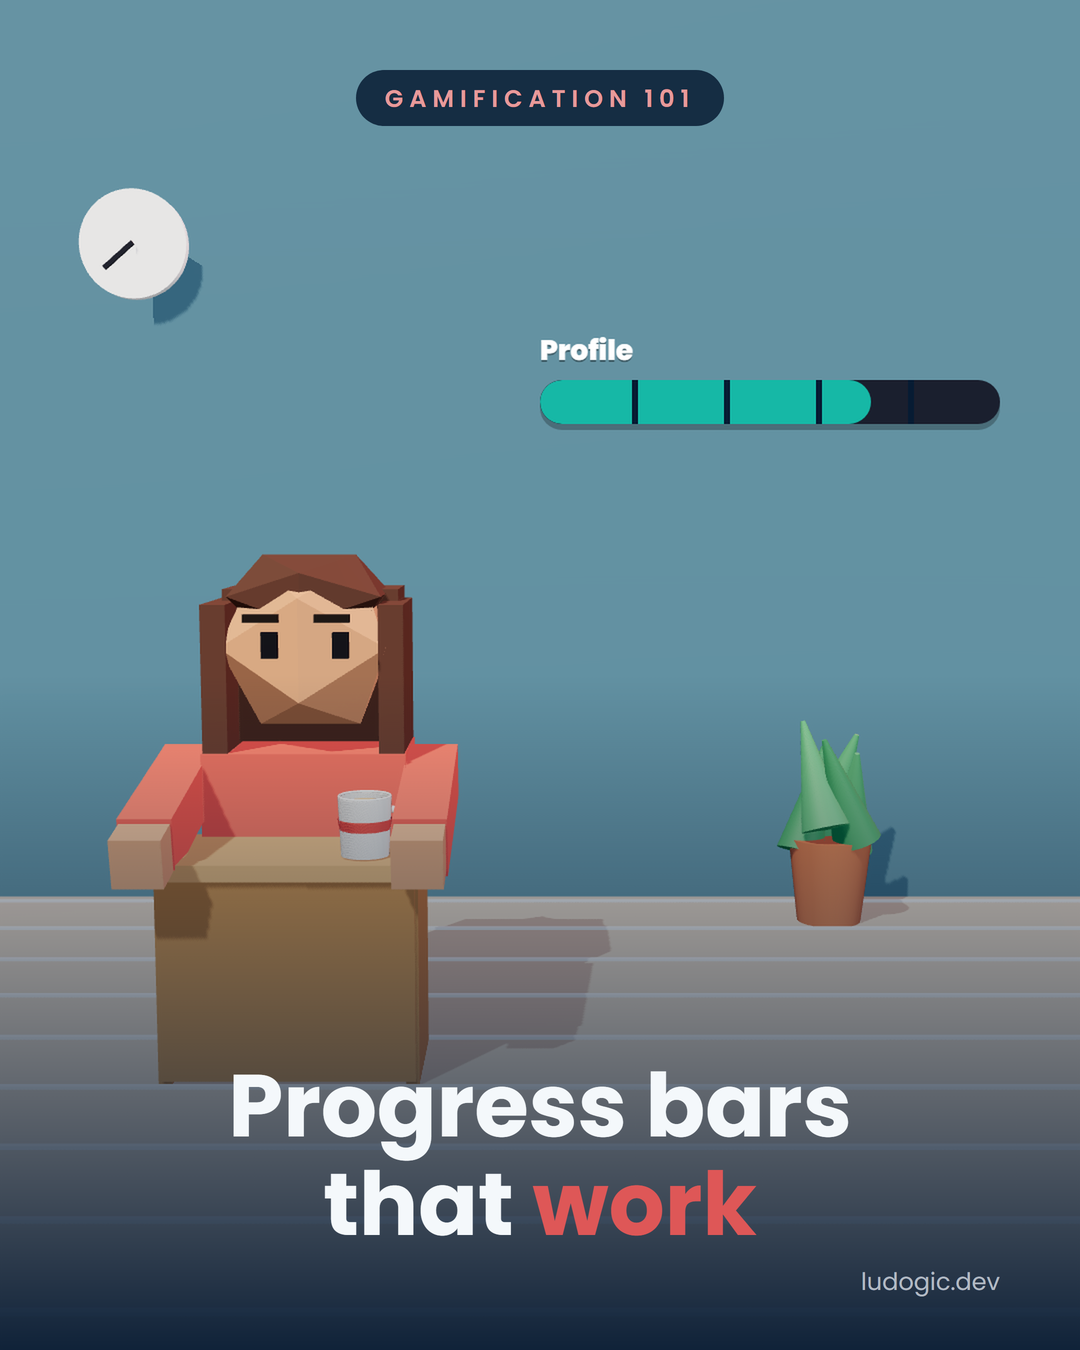 GAMIFICATION 101
Profile
Progress bars
that work
ludogic.dev